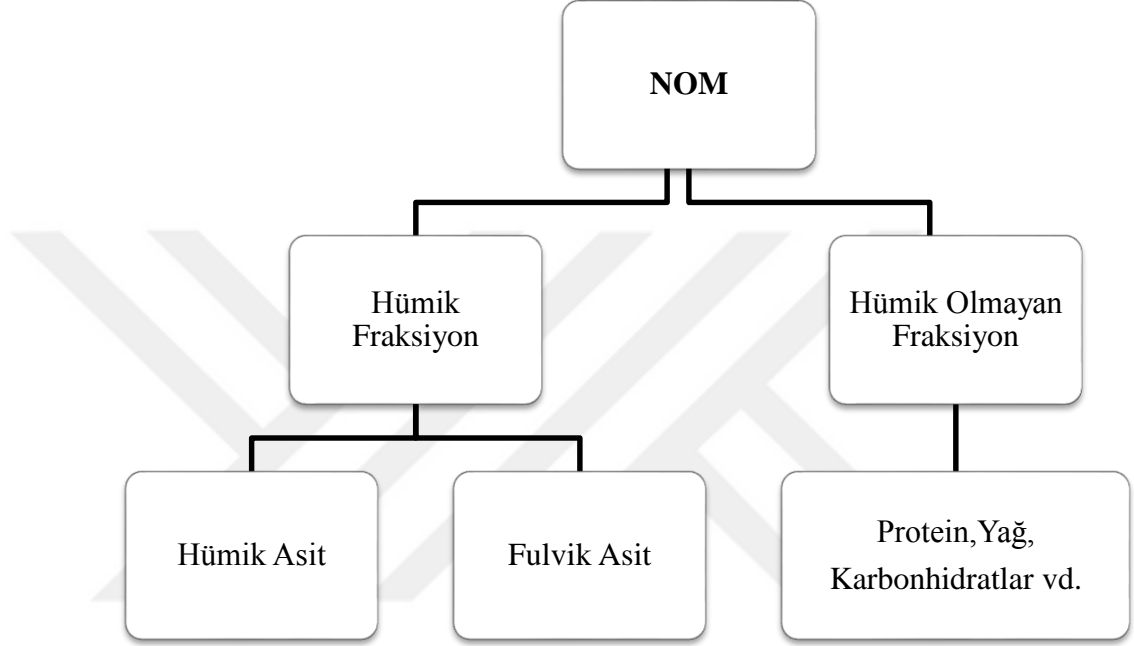 NOM
Hümik
Fraksiyon
Hümik Olmayan
Fraksiyon
Hümik Asit
Fulvik Asit
Protein,Yağ,
Karbonhidratlar vd.